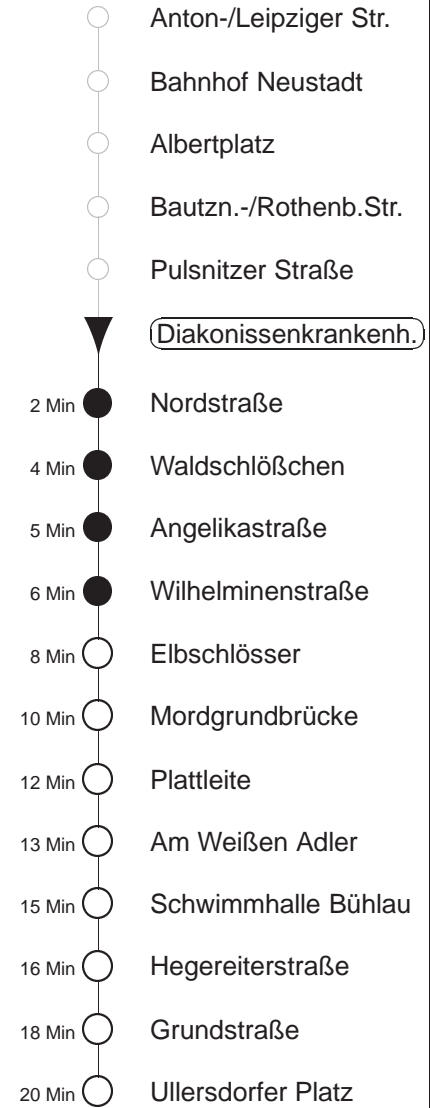 Anton-/Leipziger Str.
Bahnhof Neustadt
Albertplatz
Bautzn.-/Rothenb.Str.
Pulsnitzer Straße
Diakonissenkrankenh.
2 Min Nordstraße
4 Min Waldschlößchen
5 Min Angelikastraße
6 Min Wilhelminenstraße
8 Min Elbschlösser
10 Min Mordgrundbrücke
12 Min Plattleite
13 Min Am Weißen Adler
15 Min Schwimmhalle Bühlau
16 Min Hegereiterstraße
18 Min Grundstraße
20 Min Ullersdorfer Platz